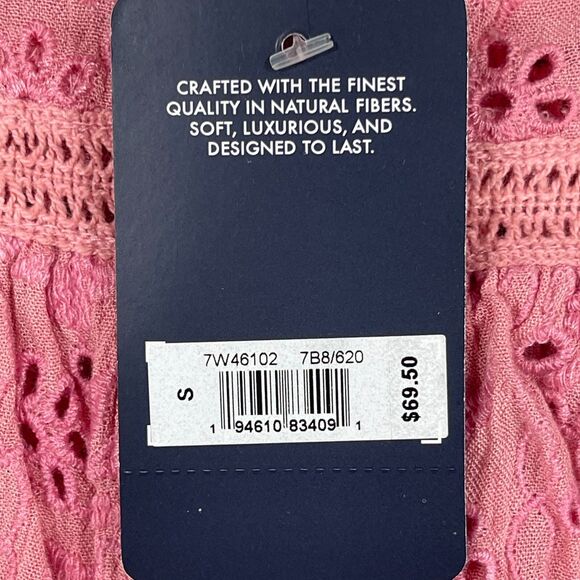 CRAFTED WITH THE FINEST
QUALITY IN NATURAL FIBERS.
SOFT, LUXURIOUS, AND
DESIGNED TO LAST.
7W46102 7B8/620
S
$69.50
1 94610 83409 1